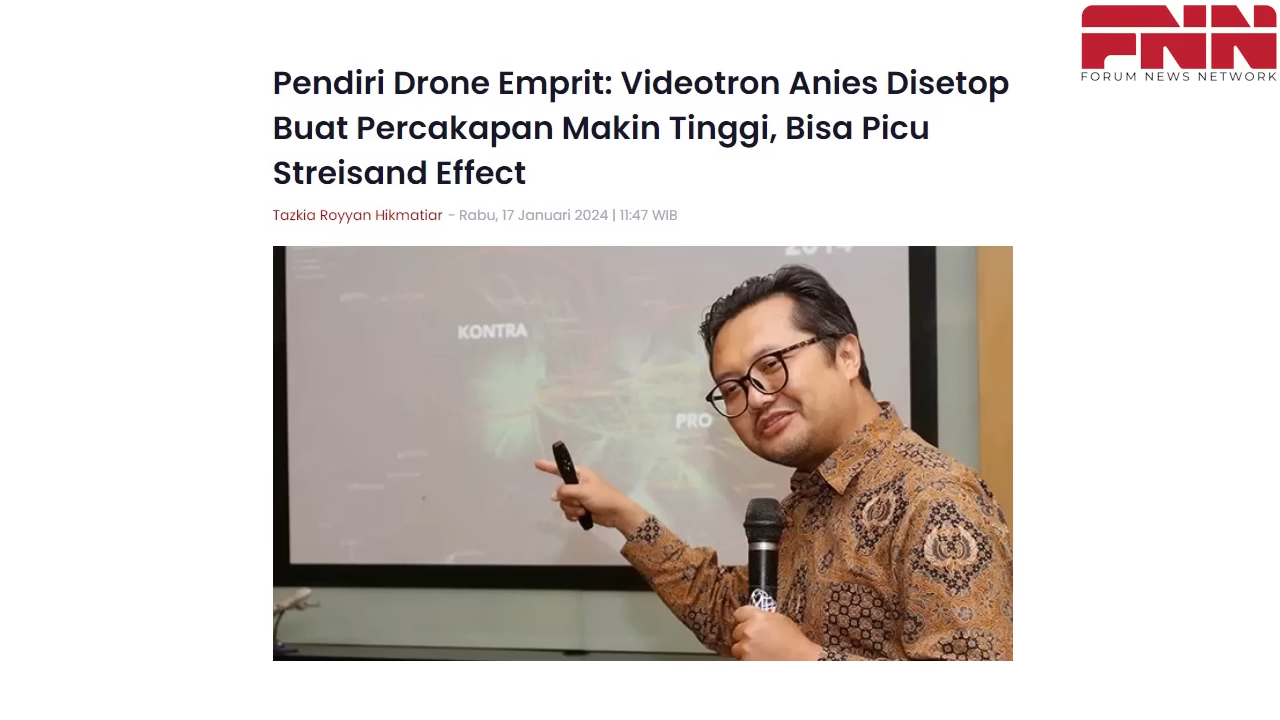 FNN
FORUM NEWS NETWORK
Pendiri Drone Emprit: Videotron Anies Disetop
Buat Percakapan Makin Tinggi, Bisa Picu
Streisand Effect
Tazkia Royyan Hikmatiar - Rabu, 17 Januari 2024 | 11:47 WIB
2014
KONTRA
PRO